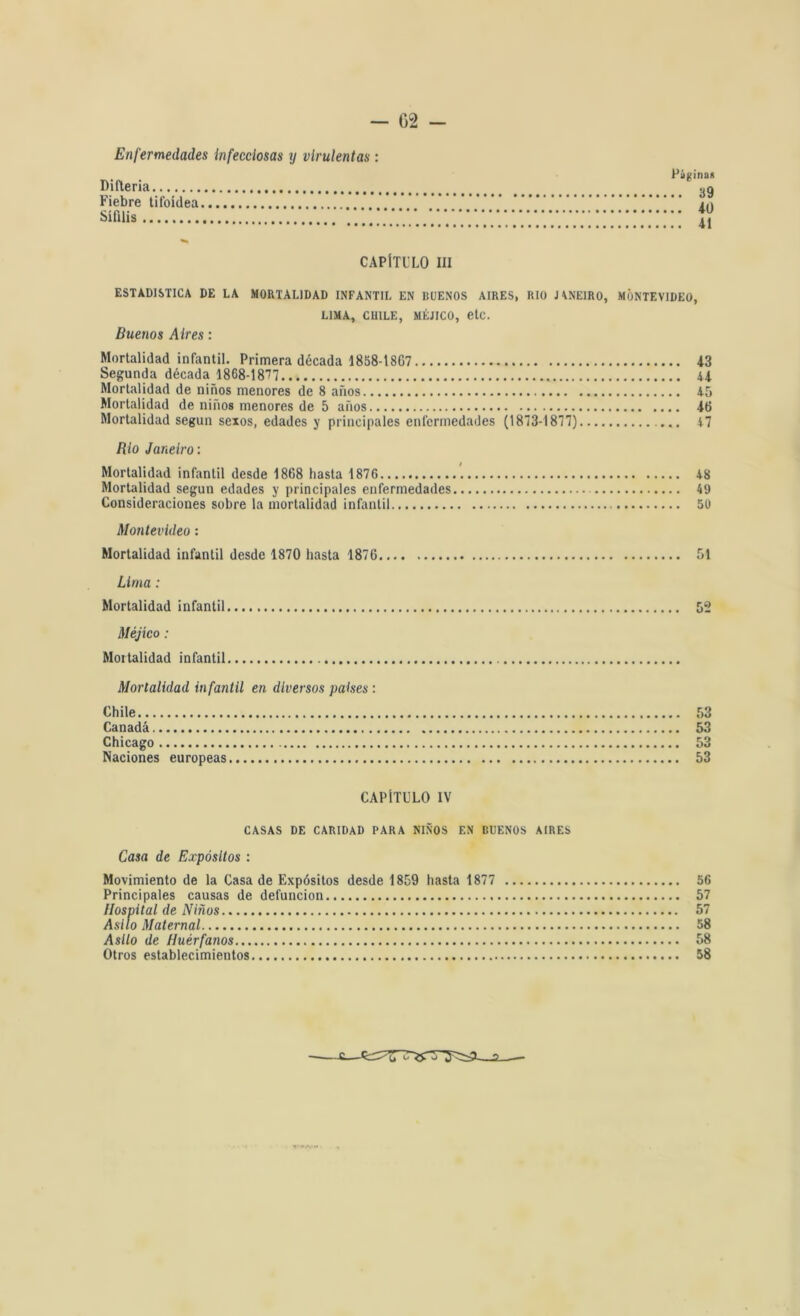 — 62 —
Enfermedades infecciosas y virulentas :
Páginas
Difteria.................... 39
Fiebre tifoidea.................... 40
Sífilis.................... 41
CAPÍTULO III
ESTADISTICA DE LA MORTALIDAD INFANTIL EN BUENOS AIRES, RIO JANEIRO, MONTEVIDEO,
LIMA, CHILE, MÉJICO, etc.
Buenos Aires :
Mortalidad infantil. Primera década 1858-1867.................... 43
Segunda década 1868-1877.................... 44
Mortalidad de niños menores de 8 años.................... 45
Mortalidad de niños menores de 5 años.................... 46
Mortalidad segun sexos, edades y principales enfermedades (1873-1877).................... 47
Rio Janeiro :
Mortalidad infantil desde 1868 hasta 1876.................... 48
Mortalidad segun edades y principales enfermedades.................... 49
Consideraciones sobre la mortalidad infantil.................... 50
Montevideo :
Mortalidad infantil desde 1870 hasta 1876.................... 51
Lima :
Mortalidad infantil.................... 52
Méjico :
Mortalidad infantil....................
Mortalidad infantil en diversos países :
Chile.................... 53
Canadá.................... 53
Chicago.................... 53
Naciones europeas.................... 53
CAPÍTULO IV
CASAS DE CARIDAD PARA NIÑOS EN BUENOS AIRES
Casa de Expósitos :
Movimiento de la Casa de Expósitos desde 1859 hasta 1877.................... 56
Principales causas de defuncion.................... 57
Hospital de Niños.................... 57
Asilo Maternal.................... 58
Asilo de Huérfanos.................... 58
Otros establecimientos.................... 58